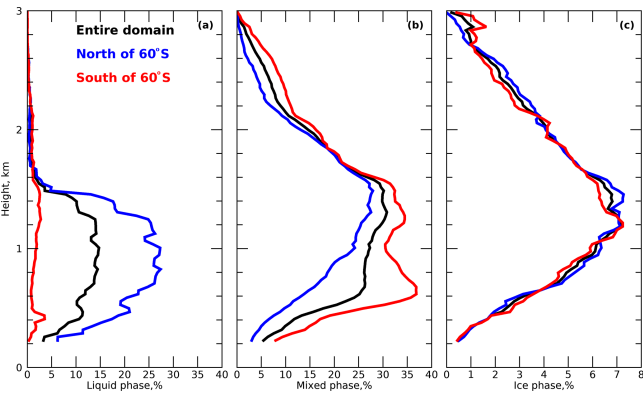 3
2
1
0
Height, km
(a)
Entire domain
North of 60°S
South of 60°S
0 5 10 15 20 25 30 35 40
Liquid phase,%
(b)
0 5 10 15 20 25 30 35 40
Mixed phase,%
(c)
0 1 2 3 4 5 6 7 8
Ice phase,%